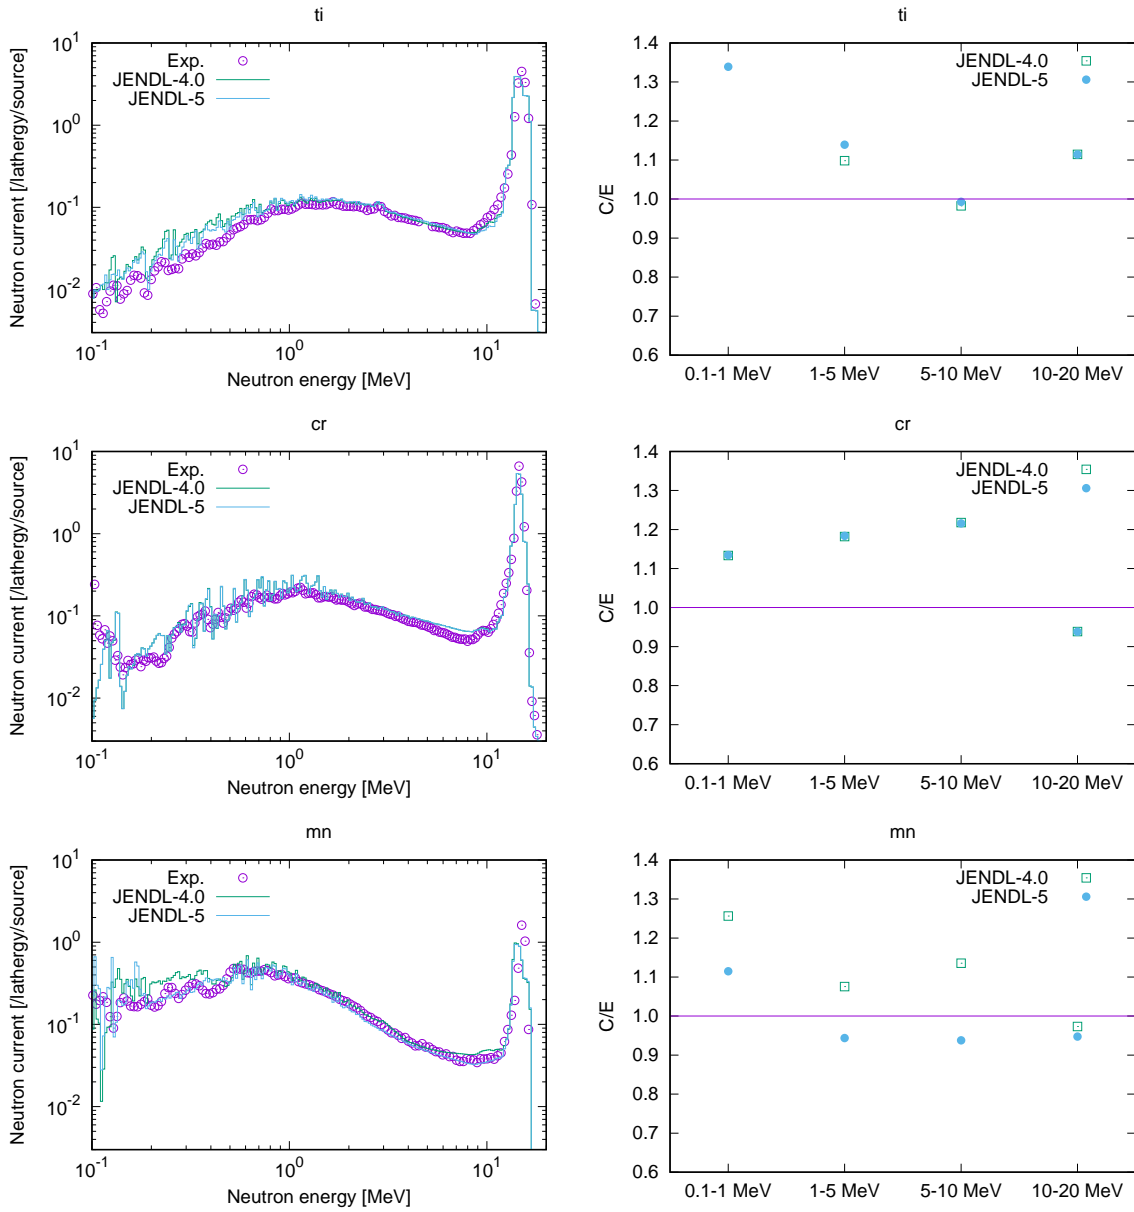 ti
10^1
10^0
10^-1
10^-2
10^-1
10^0
10^1
Neutron current [/lathergy/source]
Neutron energy [MeV]
Exp.
JENDL-4.0
JENDL-5
ti
1.4
1.3
1.2
1.1
1.0
0.9
0.8
0.7
0.6
C/E
0.1-1 MeV
1-5 MeV
5-10 MeV
10-20 MeV
JENDL-4.0
JENDL-5
cr
10^1
10^0
10^-1
10^-2
10^-1
10^0
10^1
Neutron current [/lathergy/source]
Neutron energy [MeV]
Exp.
JENDL-4.0
JENDL-5
cr
1.4
1.3
1.2
1.1
1.0
0.9
0.8
0.7
0.6
C/E
0.1-1 MeV
1-5 MeV
5-10 MeV
10-20 MeV
JENDL-4.0
JENDL-5
mn
10^1
10^0
10^-1
10^-2
10^-1
10^0
10^1
Neutron current [/lathergy/source]
Neutron energy [MeV]
Exp.
JENDL-4.0
JENDL-5
mn
1.4
1.3
1.2
1.1
1.0
0.9
0.8
0.7
0.6
C/E
0.1-1 MeV
1-5 MeV
5-10 MeV
10-20 MeV
JENDL-4.0
JENDL-5